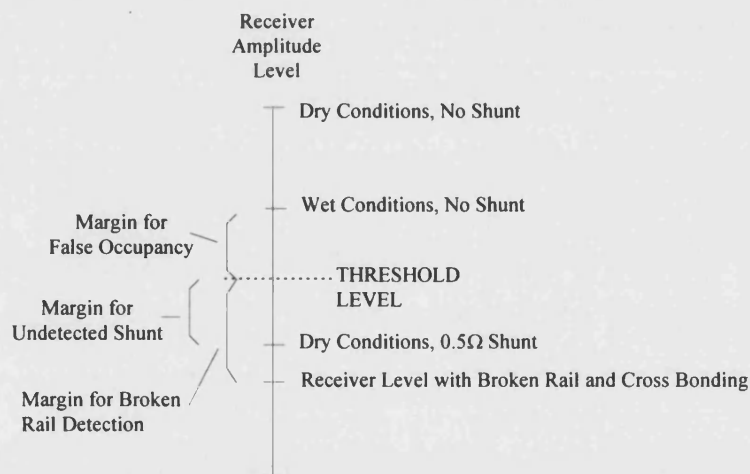 Receiver
Amplitude
Level
Dry Conditions, No Shunt
Wet Conditions, No Shunt
Margin for
False Occupancy
THRESHOLD
LEVEL
Margin for
Undetected Shunt
Dry Conditions, 0.5Ω Shunt
Receiver Level with Broken Rail and Cross Bonding
Margin for Broken
Rail Detection